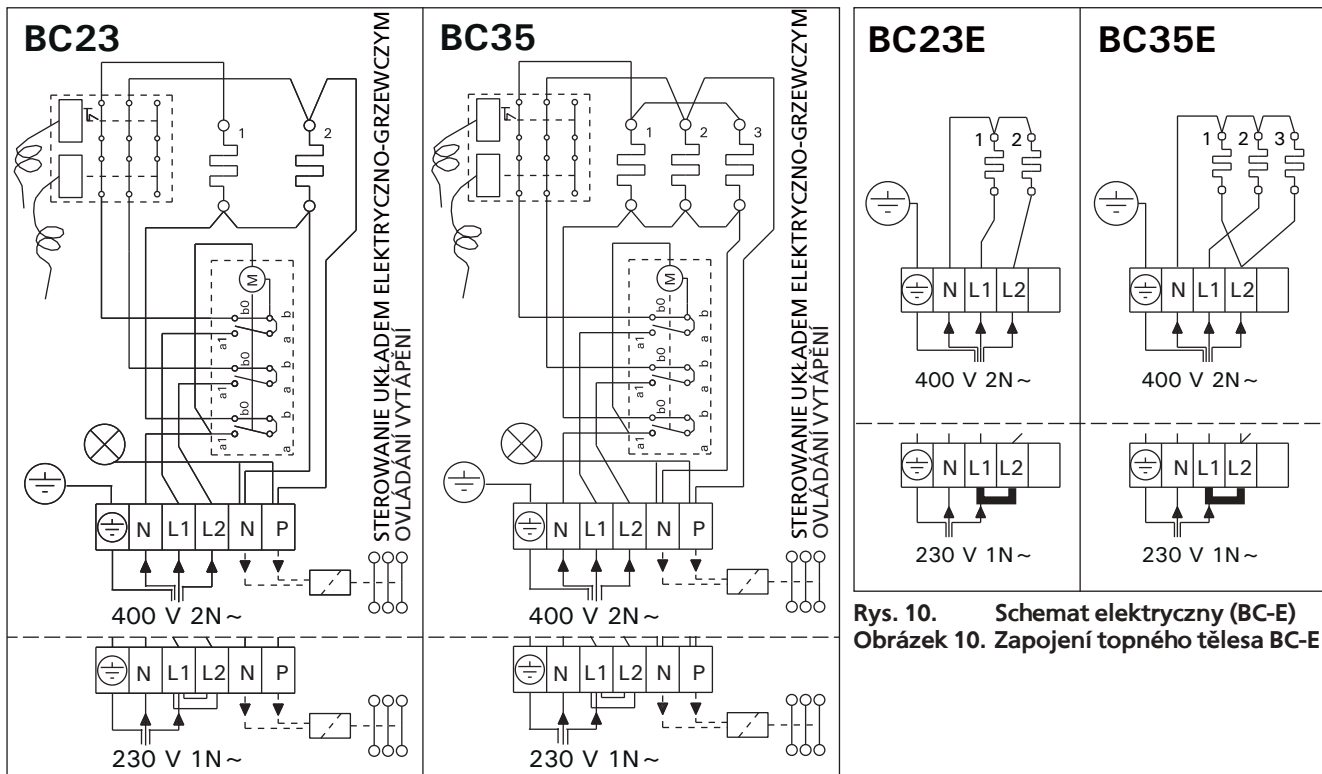 BC23
1
2
M
b0
a1
b
a
b0
a1
b
a
b0
a1
b
a
N L1 L2 N P
400 V 2N~
N L1 L2 N P
230 V 1N~
STEROWANIE UKŁADEM ELEKTRYCZNO-GRZEWCZYM
OVLÁDÁNÍ VYTÁPĚNÍ
BC35
1
2
3
M
b0
a1
b
a
b0
a1
b
a
b0
a1
b
a
N L1 L2 N P
400 V 2N~
N L1 L2 N P
230 V 1N~
STEROWANIE UKŁADEM ELEKTRYCZNO-GRZEWCZYM
OVLÁDÁNÍ VYTÁPĚNÍ
BC23E
1 2
N L1 L2
400 V 2N~
N L1 L2
230 V 1N~
BC35E
1 2 3
N L1 L2
400 V 2N~
N L1 L2
230 V 1N~
Rys. 10. Schemat elektryczny (BC-E)
Obrázek 10. Zapojení topného tělesa BC-E